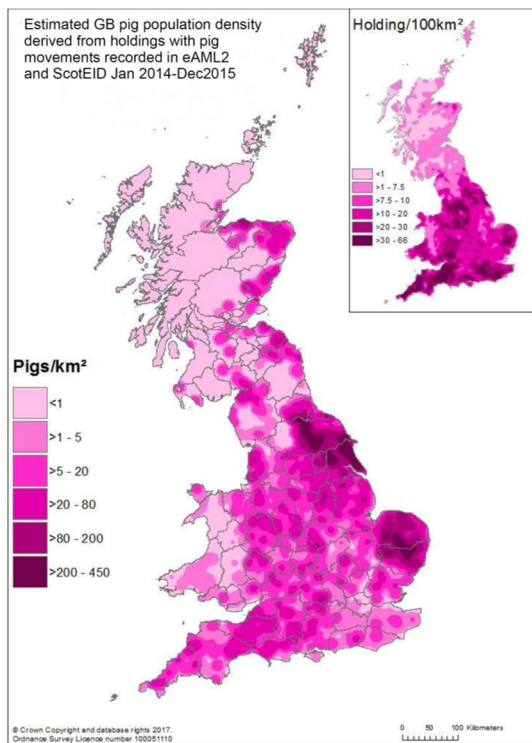 Estimated GB pig population density
derived from holdings with pig
movements recorded in eAML2
and ScotEID Jan 2014-Dec2015
Holding/100km²
<1
>1 - 7.5
>7.5 - 10
>10 - 20
>20 - 30
>30 - 66
Pigs/km²
<1
>1 - 5
>5 - 20
>20 - 80
>80 - 200
>200 - 450
© Crown Copyright and database rights 2017.
Ordnance Survey Licence number 100051110
0 50 100 Kilometers